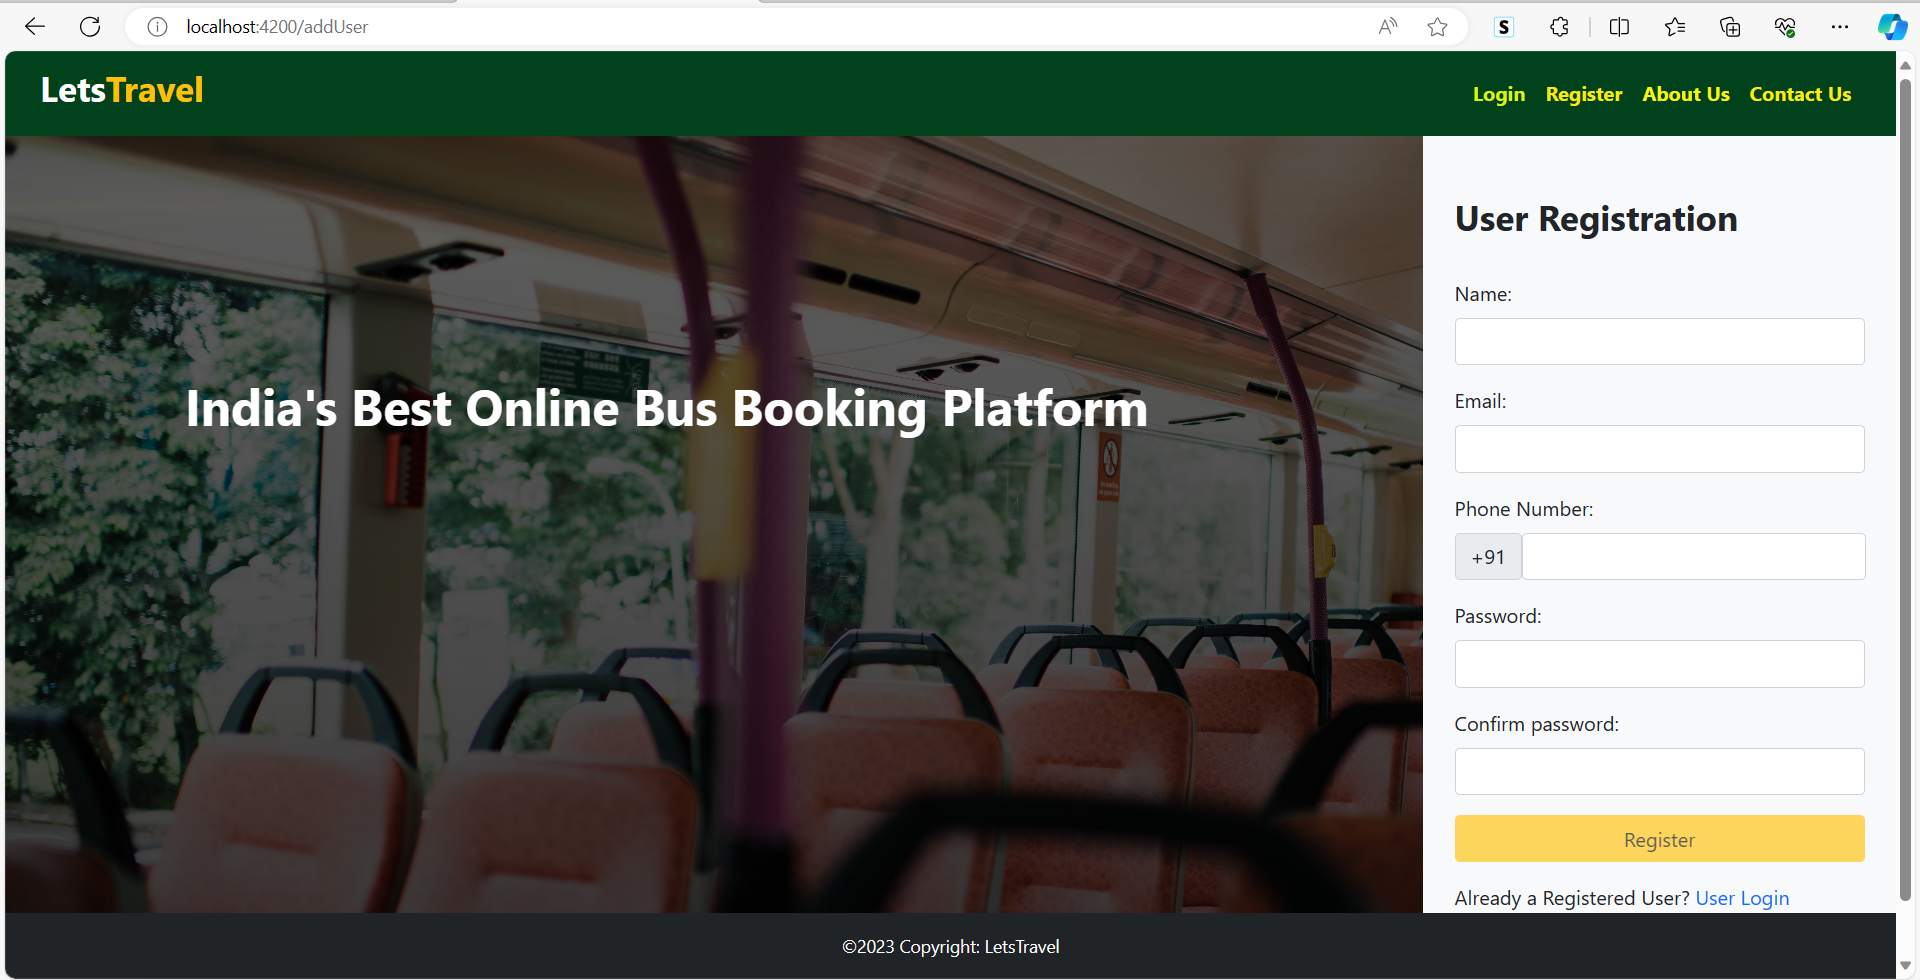 localhost:4200/addUser
LetsTravel
Login Register About Us Contact Us
India's Best Online Bus Booking Platform
User Registration
Name:
Email:
Phone Number:
+91
Password:
Confirm password:
Register
Already a Registered User? User Login
©2023 Copyright: LetsTravel